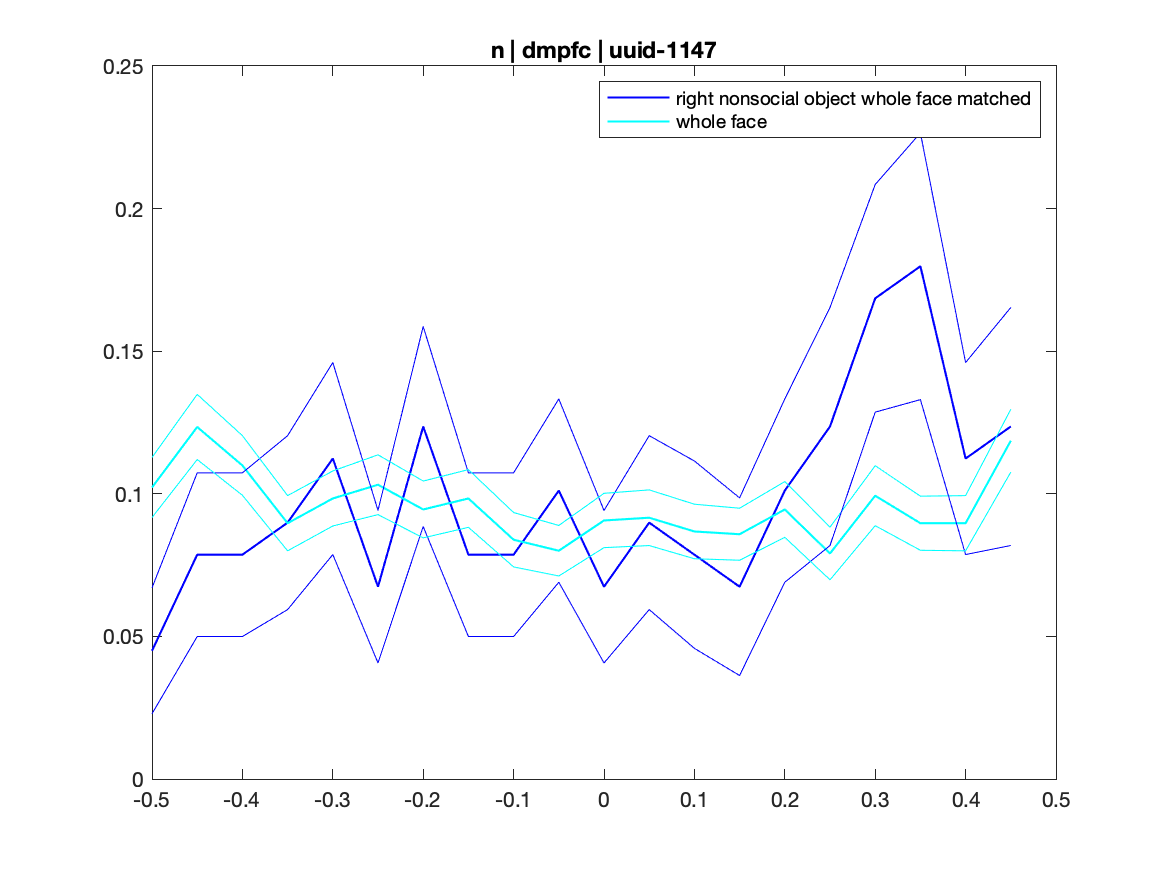 n | dmpfc | uuid-1147
right nonsocial object whole face matched
whole face
0.25
0.2
0.15
0.1
0.05
0
-0.5 -0.4 -0.3 -0.2 -0.1 0 0.1 0.2 0.3 0.4 0.5